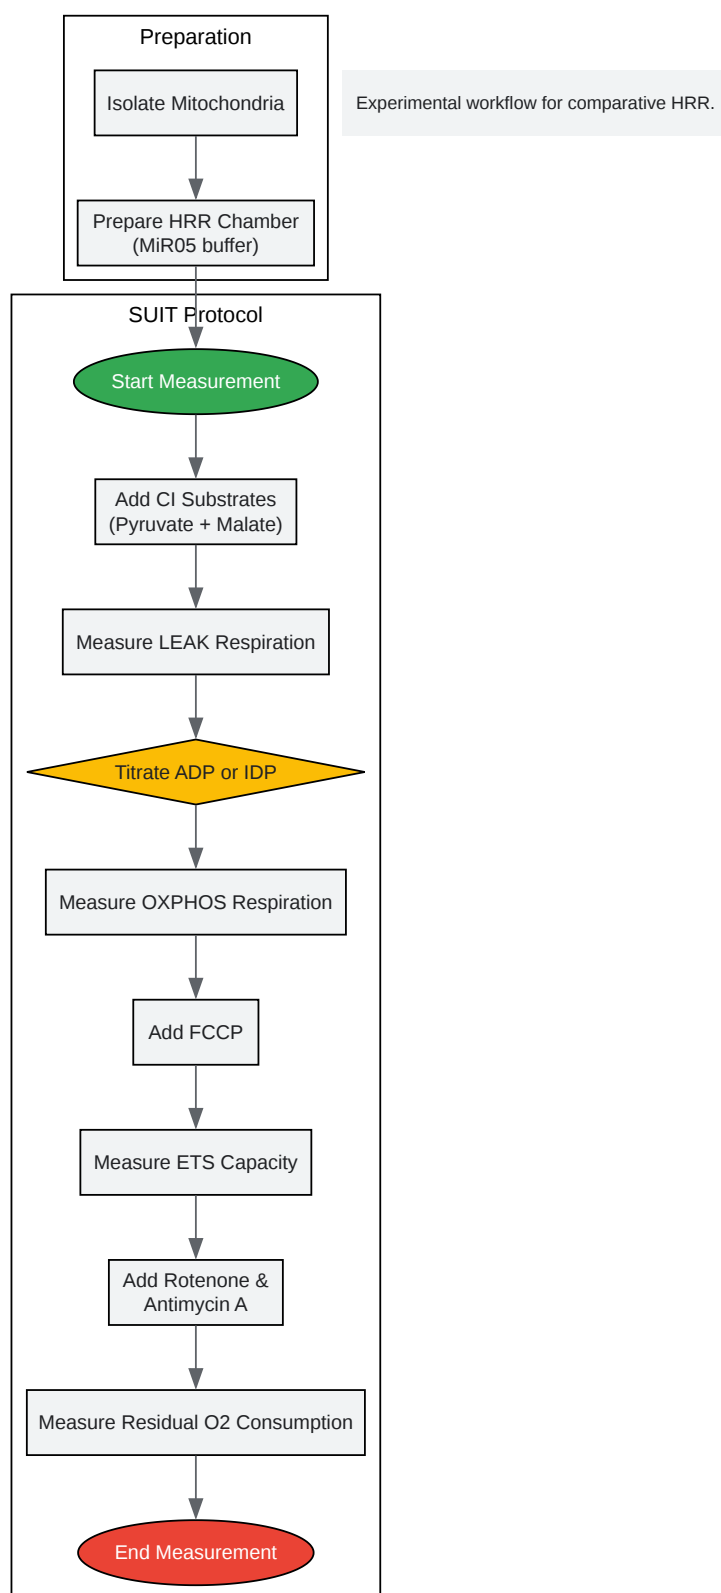 Preparation
Isolate Mitochondria
Experimental workflow for comparative HRR.
Prepare HRR Chamber
(MiR05 buffer)
SUIT Protocol
Start Measurement
Add CI Substrates
(Pyruvate + Malate)
Measure LEAK Respiration
Titrate ADP or IDP
Measure OXPHOS Respiration
Add FCCP
Measure ETS Capacity
Add Rotenone &
Antimycin A
Measure Residual O2 Consumption
End Measurement